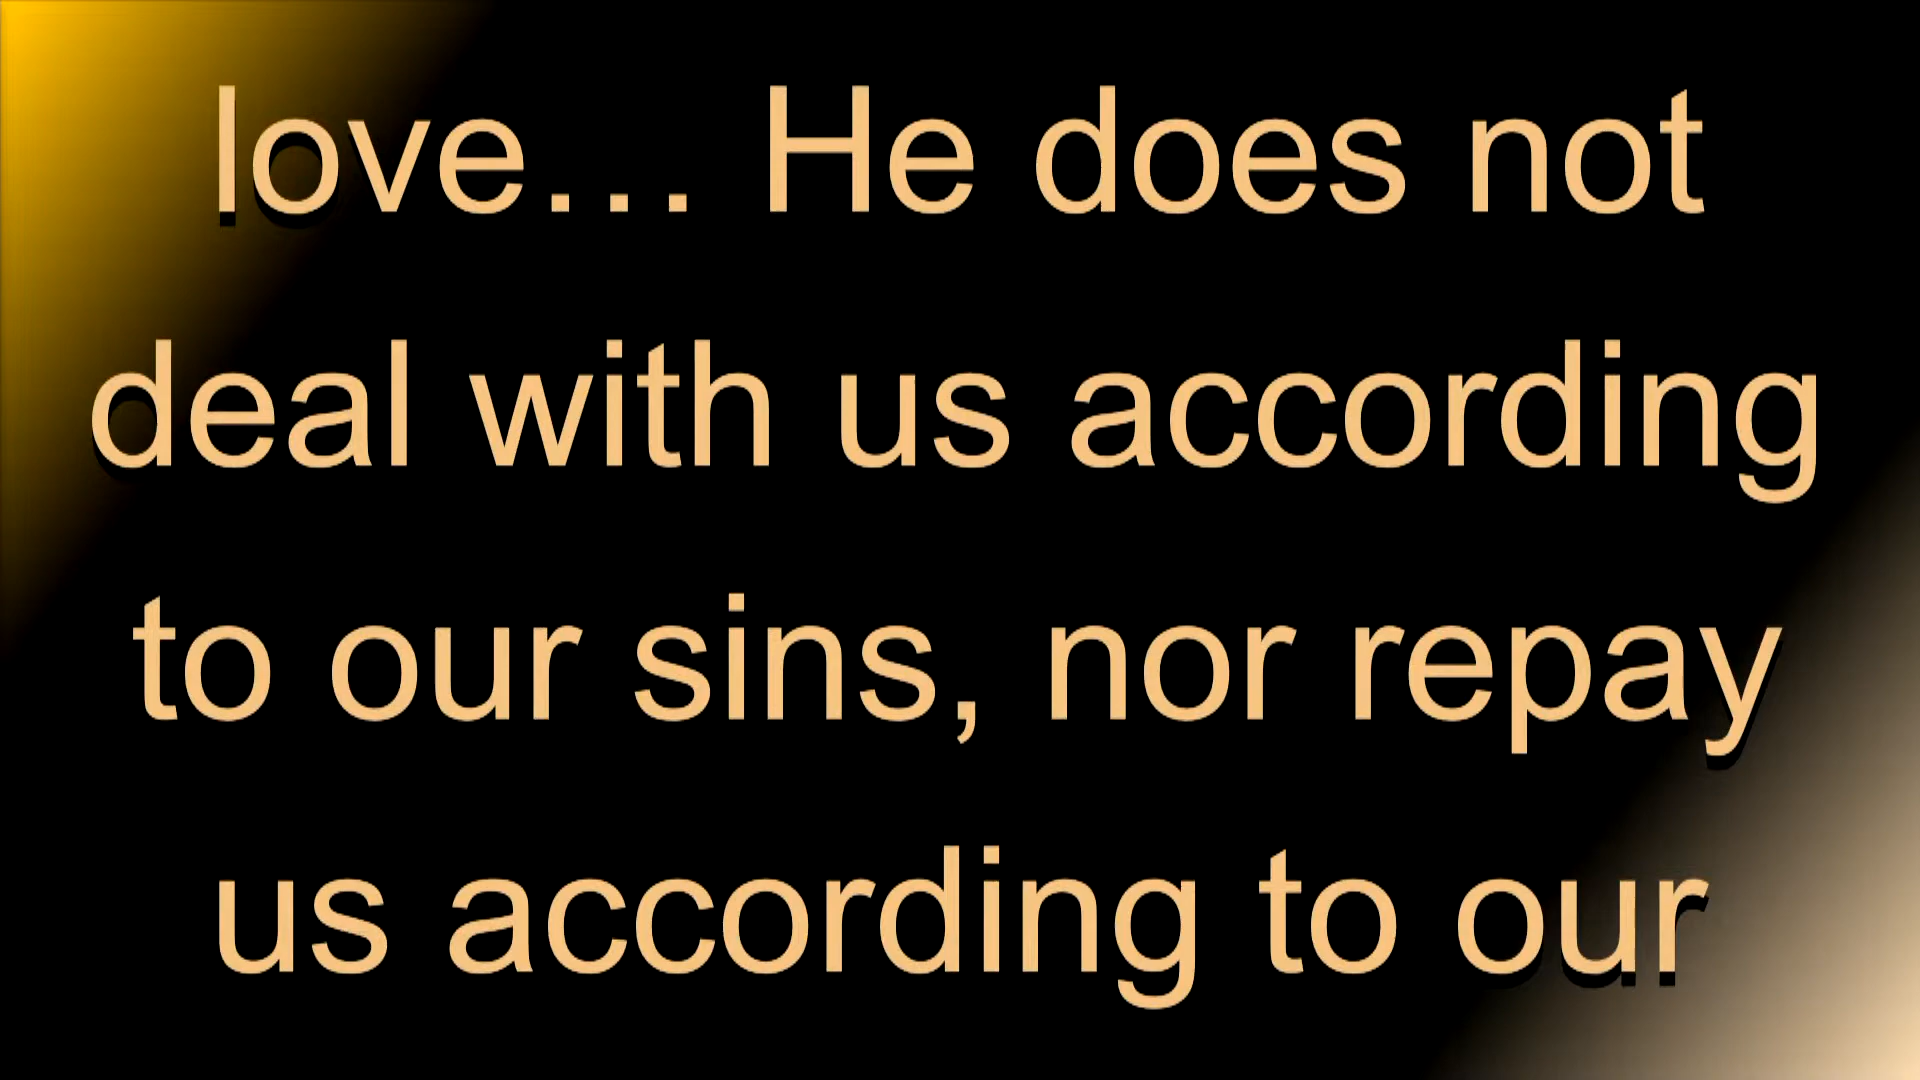 love... He does not
deal with us according
to our sins, nor repay
us according to our